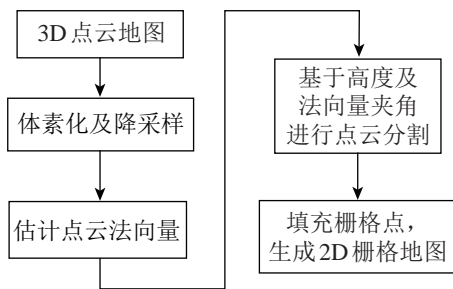 3D点云地图
体素化及降采样
估计点云法向量
基于高度及
法向量夹角
进行点云分割
填充栅格点，
生成2D栅格地图